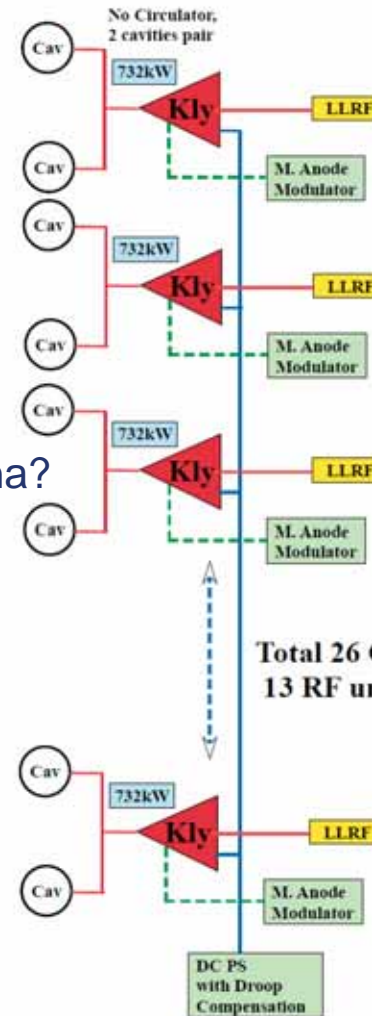 No Circulator,
2 cavities pair
Cav
732kW
Kly
LLRF
Cav
M. Anode
Modulator
Cav
732kW
Kly
LLRF
Cav
M. Anode
Modulator
Cav
732kW
Kly
LLRF
na?
Cav
M. Anode
Modulator
Total 26
13 RF
Cav
732kW
Kly
LLRF
Cav
M. Anode
Modulator
DC PS
with Droop
Compensation